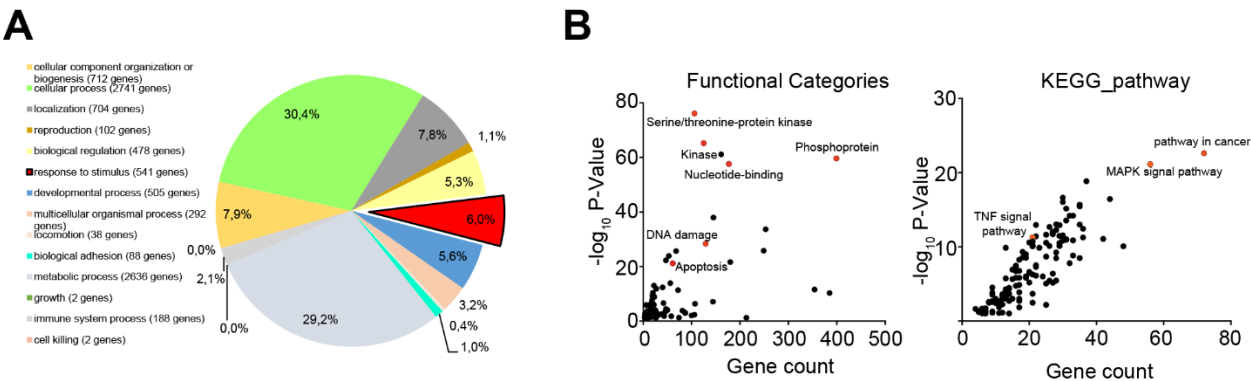 A
cellular component organization or
biogenesis (712 genes)
cellular process (2741 genes)
localization (704 genes)
reproduction (102 genes)
biological regulation (478 genes)
response to stimulus (541 genes)
developmental process (505 genes)
multicellular organismal process (292
genes)
locomotion (38 genes)
biological adhesion (88 genes)
metabolic process (2636 genes)
growth (2 genes)
immune system process (188 genes)
cell killing (2 genes)
30,4%
7,8%
1,1%
5,3%
6,0%
5,6%
3,2%
0,4%
1,0%
29,2%
0,0%
2,1%
0,0%
7,9%
B
Functional Categories
-log10 P-Value
80
60
40
20
0
Serine/threonine-protein kinase
Kinase
Nucleotide-binding
Phosphoprotein
DNA damage
Apoptosis
0 100 200 300 400 500
Gene count
KEGG_pathway
-log10 P-Value
30
20
10
0
pathway in cancer
MAPK signal pathway
TNF signal
pathway
0 20 40 60 80
Gene count